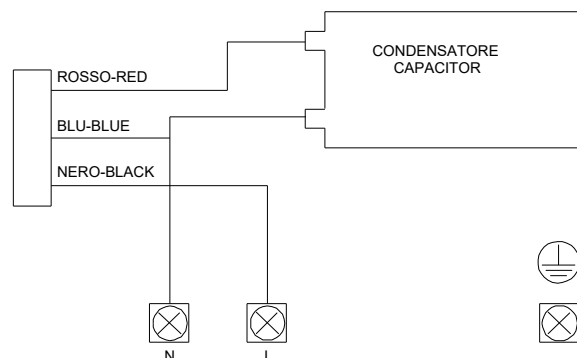 CONDENSATORE
CAPACITOR
ROSSO-RED
BLU-BLUE
NERO-BLACK
N
L